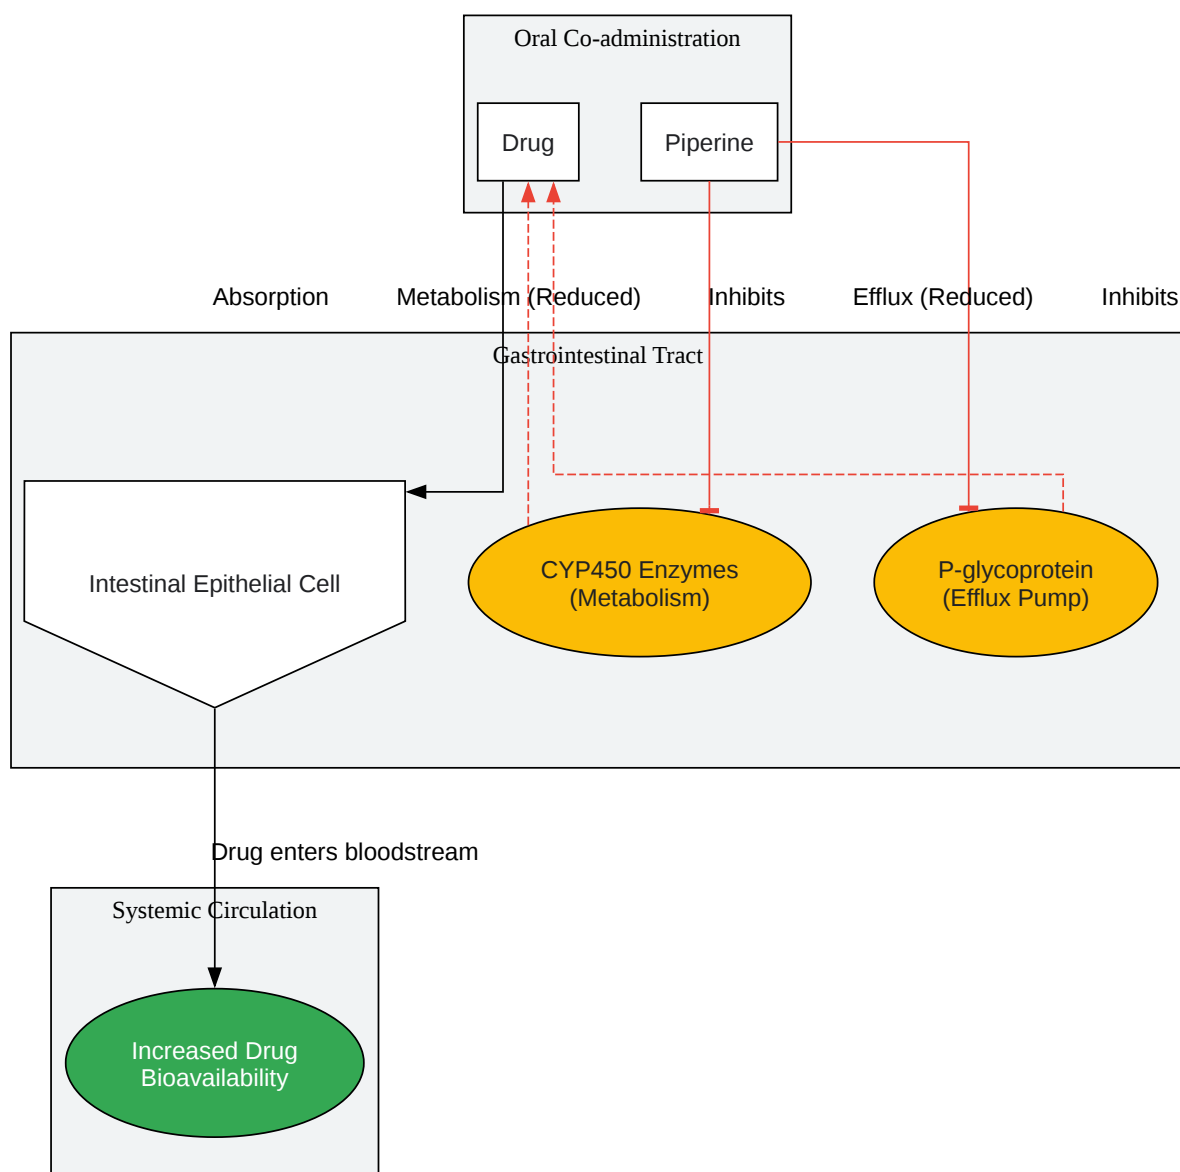 Oral Co-administration
Drug
Piperine
Absorption
Metabolism (Reduced)
Inhibits
Efflux (Reduced)
Inhibits
Gastrointestinal Tract
Intestinal Epithelial Cell
CYP450 Enzymes
(Metabolism)
P-glycoprotein
(Efflux Pump)
Drug enters bloodstream
Systemic Circulation
Increased Drug
Bioavailability